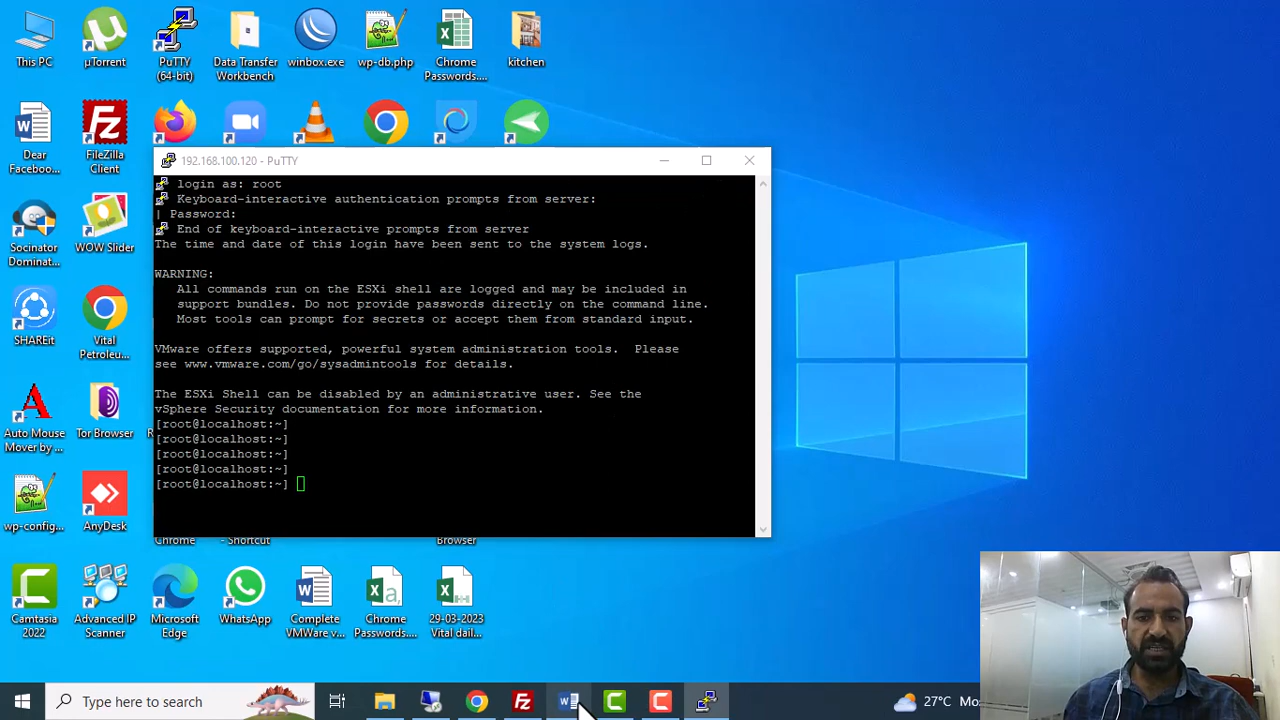 This PC
µTorrent
PuTTY
(64-bit)
Data Transfer
Workbench
winbox.exe
wp-db.php
Chrome
Passwords....
kitchen
Dear
Faceboo...
FileZilla
Client
192.168.100.120 - PuTTY
login as: root
Keyboard-interactive authentication prompts from server:
| Password:
End of keyboard-interactive prompts from server
The time and date of this login have been sent to the system logs.
WARNING:
All commands run on the ESXi shell are logged and may be included in
support bundles. Do not provide passwords directly on the command line.
Most tools can prompt for secrets or accept them from standard input.
VMware offers supported, powerful system administration tools. Please
see www.vmware.com/go/sysadmintools for details.
The ESXi Shell can be disabled by an administrative user. See the
vSphere Security documentation for more information.
[root@localhost:~]
[root@localhost:~]
[root@localhost:~]
[root@localhost:~]
[root@localhost:~]
Socinator
Dominat...
WOW Slider
SHAREit
Vital
Petroleu...
Auto Mouse
Mover by...
Tor Browser
wp-config...
AnyDesk
Chrome
- Shortcut
Browser
Camtasia
2022
Advanced IP
Scanner
Microsoft
Edge
WhatsApp
Complete
VMWare v...
Chrome
Passwords....
29-03-2023
Vital dail...
Type here to search
27°C Mo